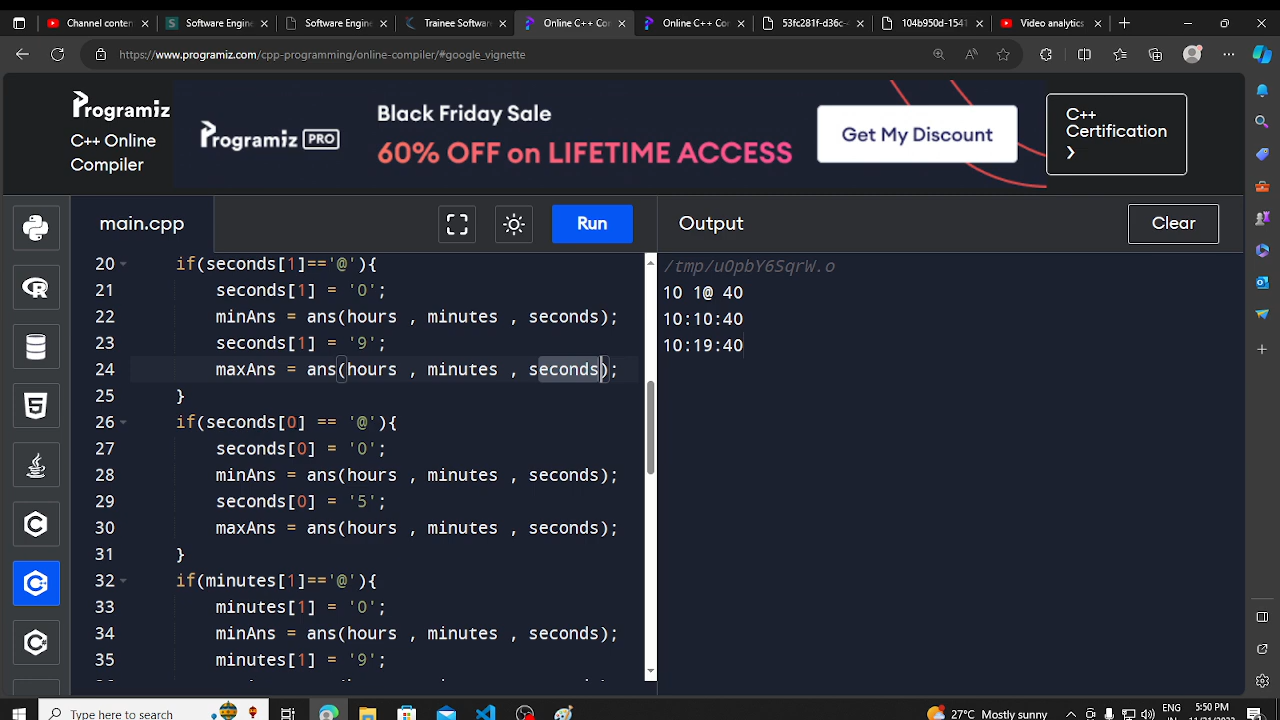 Channel conten
Software Engine
Software Engine
Trainee Softwar
Online C++ Con
Online C++ Con
53fc281f-d36c-4
104b950d-1541
Video analytics
https://www.programiz.com/cpp-programming/online-compiler/#google_vignette
Programiz
C++ Online
Compiler
Programiz PRO
Black Friday Sale
60% OFF on LIFETIME ACCESS
Get My Discount
C++
Certification
❯
main.cpp
Run
Output
Clear
20 if(seconds[1]=='@'){
21 seconds[1] = '0';
22 minAns = ans(hours , minutes , seconds);
23 seconds[1] = '9';
24 maxAns = ans(hours , minutes , seconds);
25 }
26 if(seconds[0] == '@'){
27 seconds[0] = '0';
28 minAns = ans(hours , minutes , seconds);
29 seconds[0] = '5';
30 maxAns = ans(hours , minutes , seconds);
31 }
32 if(minutes[1]=='@'){
33 minutes[1] = '0';
34 minAns = ans(hours , minutes , seconds);
35 minutes[1] = '9';
/tmp/uOpbY6SqrW.o
10 1@ 40
10:10:40
10:19:40
Type here to search
27°C Mostly sunny
ENG
IN
5:50 PM